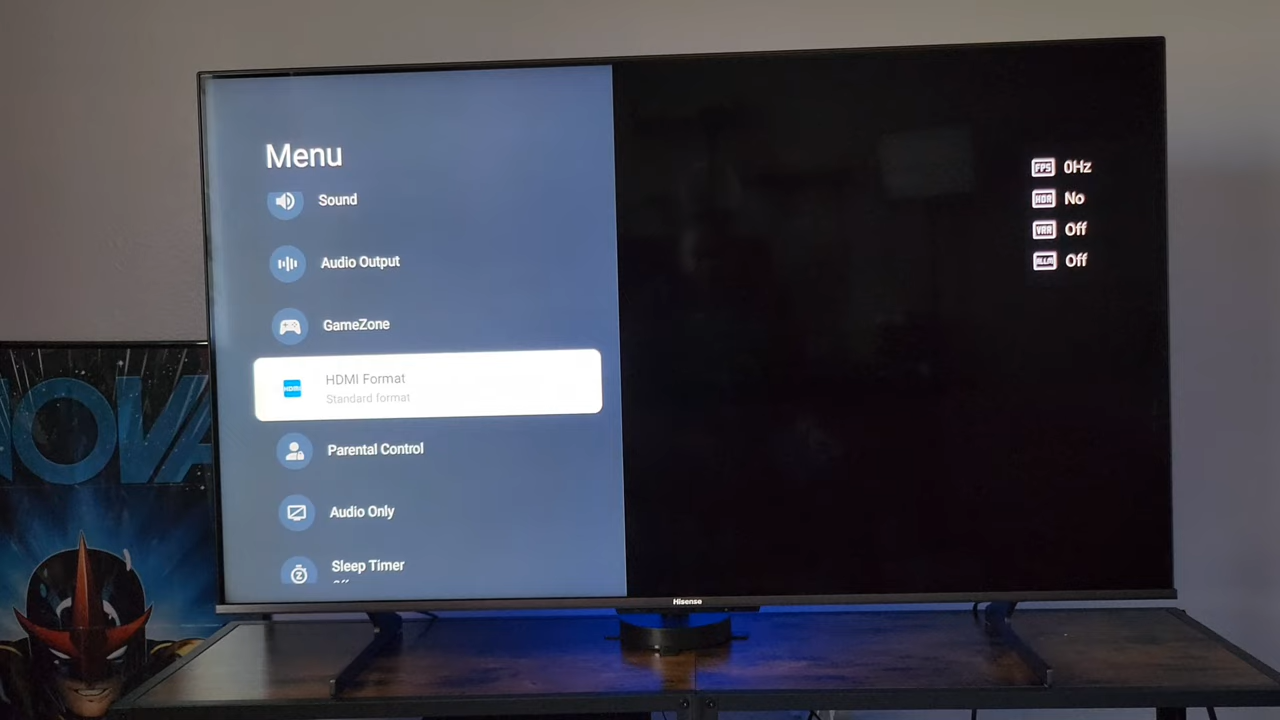 Menu
Sound
Audio Output
GameZone
HDMI
HDMI Format
Standard format
Parental Control
Audio Only
Sleep Timer
FPS 0Hz
HDR No
VRR Off
ALLM Off
Hisense
NOVA